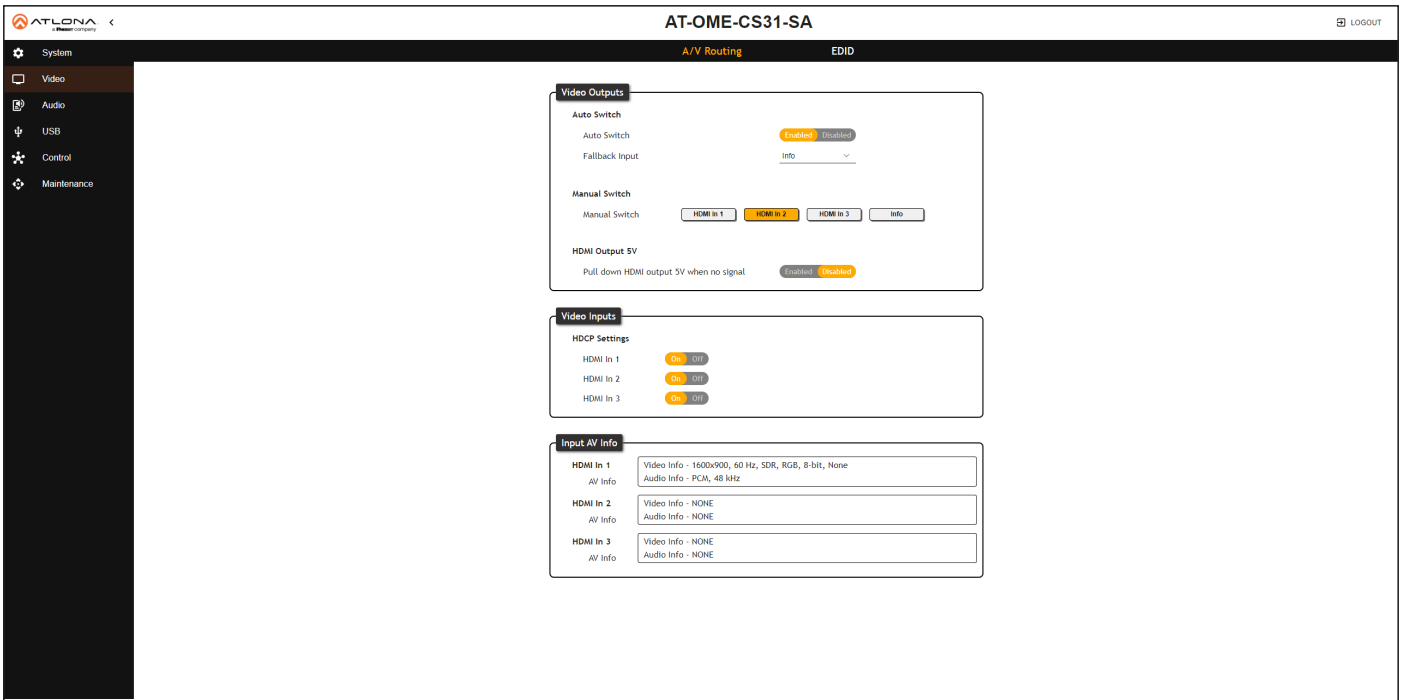 ATLONA
a Panduit company
AT-OME-CS31-SA
LOGOUT
System
Video
Audio
USB
Control
Maintenance
A/V Routing EDID
Video Outputs
Auto Switch
Auto Switch Enabled Disabled
Fallback Input Info
Manual Switch
Manual Switch HDMI In 1 HDMI In 2 HDMI In 3 Info
HDMI Output 5V
Pull down HDMI output 5V when no signal Enabled Disabled
Video Inputs
HDCP Settings
HDMI In 1 On Off
HDMI In 2 On Off
HDMI In 3 On Off
Input AV Info
HDMI In 1
AV Info
Video Info - 1600x900, 60 Hz, SDR, RGB, 8-bit, None
Audio Info - PCM, 48 kHz
HDMI In 2
AV Info
Video Info - NONE
Audio Info - NONE
HDMI In 3
AV Info
Video Info - NONE
Audio Info - NONE